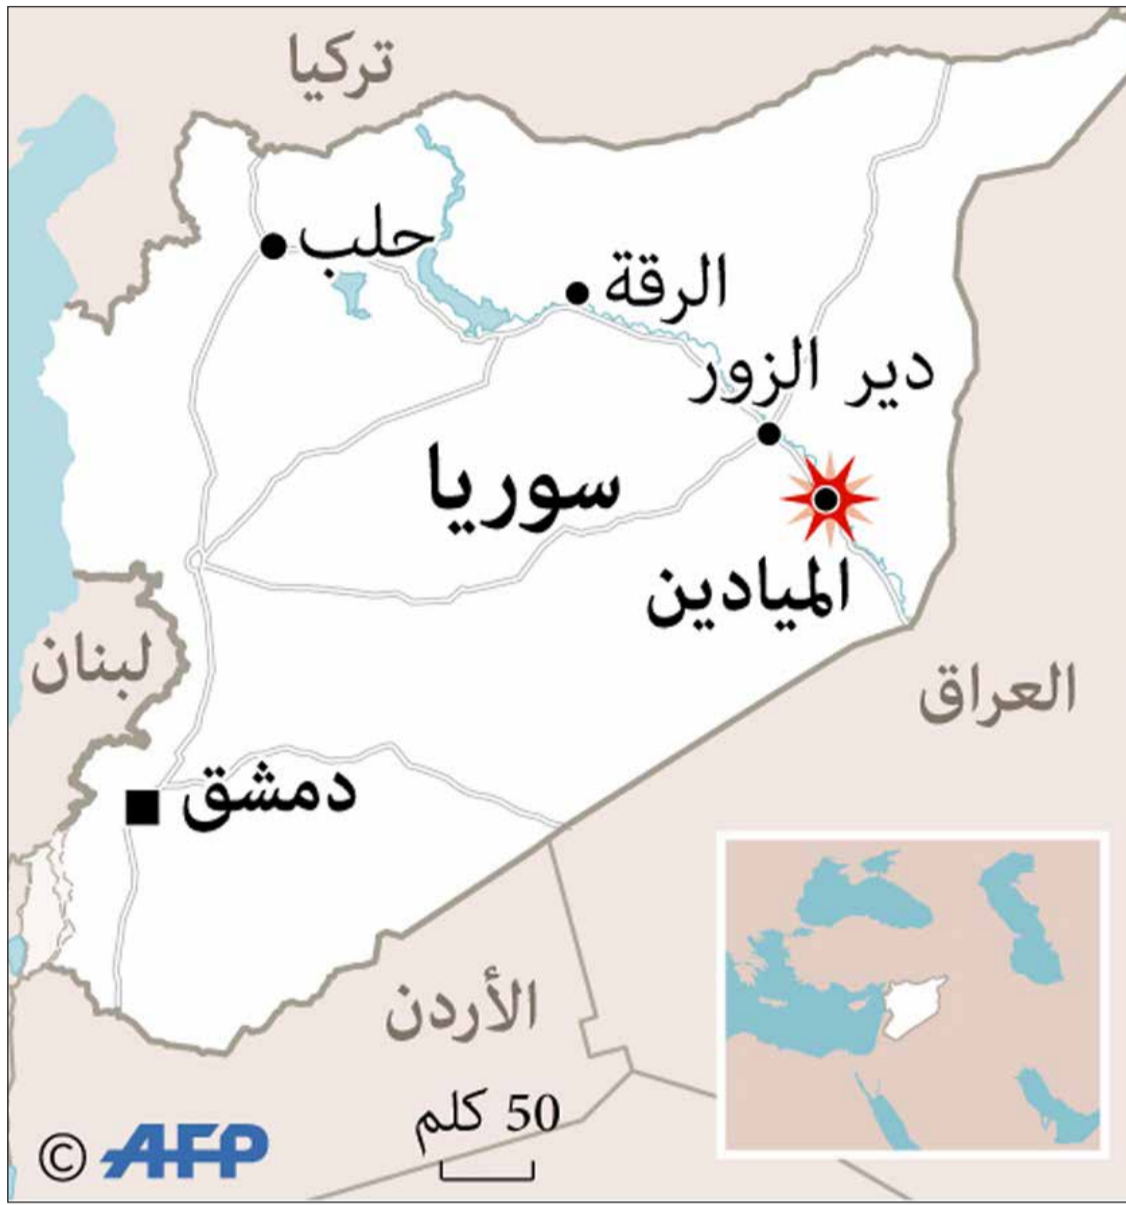 تركيا
حلب
الرقة
دير الزور
سوريا
الميادين
لبنان
العراق
دمشق
الأردن
50 كلم
© AFP